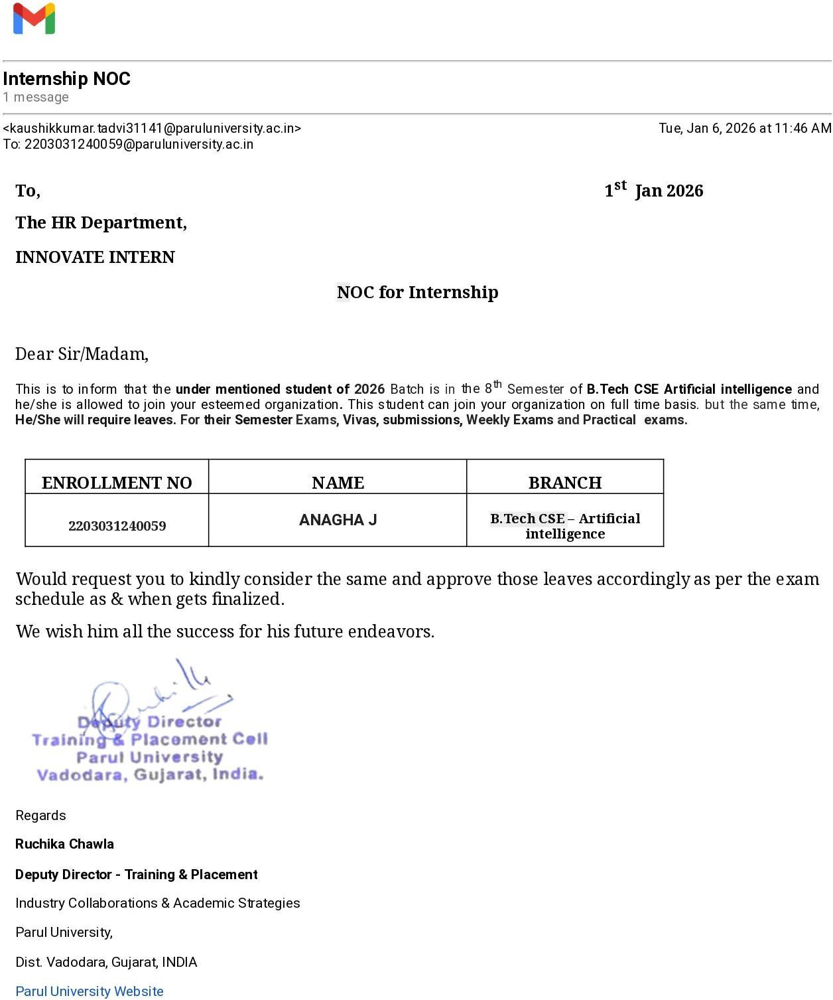 Internship NOC
1 message
<kaushikkumar.tadvi31141@paruluniversity.ac.in>
Tue, Jan 6, 2026 at 11:46 AM
To: 2203031240059@paruluniversity.ac.in
To,
1st Jan 2026
The HR Department,
INNOVATE INTERN
NOC for Internship
Dear Sir/Madam,
This is to inform that the under mentioned student of 2026 Batch is in the 8th Semester of B.Tech CSE Artificial intelligence and
he/she is allowed to join your esteemed organization. This student can join your organization on full time basis. but the same time,
He/She will require leaves. For their Semester Exams, Vivas, submissions, Weekly Exams and Practical exams.
ENROLLMENT NO
NAME
BRANCH
2203031240059
ANAGHA J
B.Tech CSE – Artificial
intelligence
Would request you to kindly consider the same and approve those leaves accordingly as per the exam
schedule as & when gets finalized.
We wish him all the success for his future endeavors.
Deputy Director
Training & Placement Cell
Parul University
Vadodara, Gujarat, India.
Regards
Ruchika Chawla
Deputy Director - Training & Placement
Industry Collaborations & Academic Strategies
Parul University,
Dist. Vadodara, Gujarat, INDIA
Parul University Website